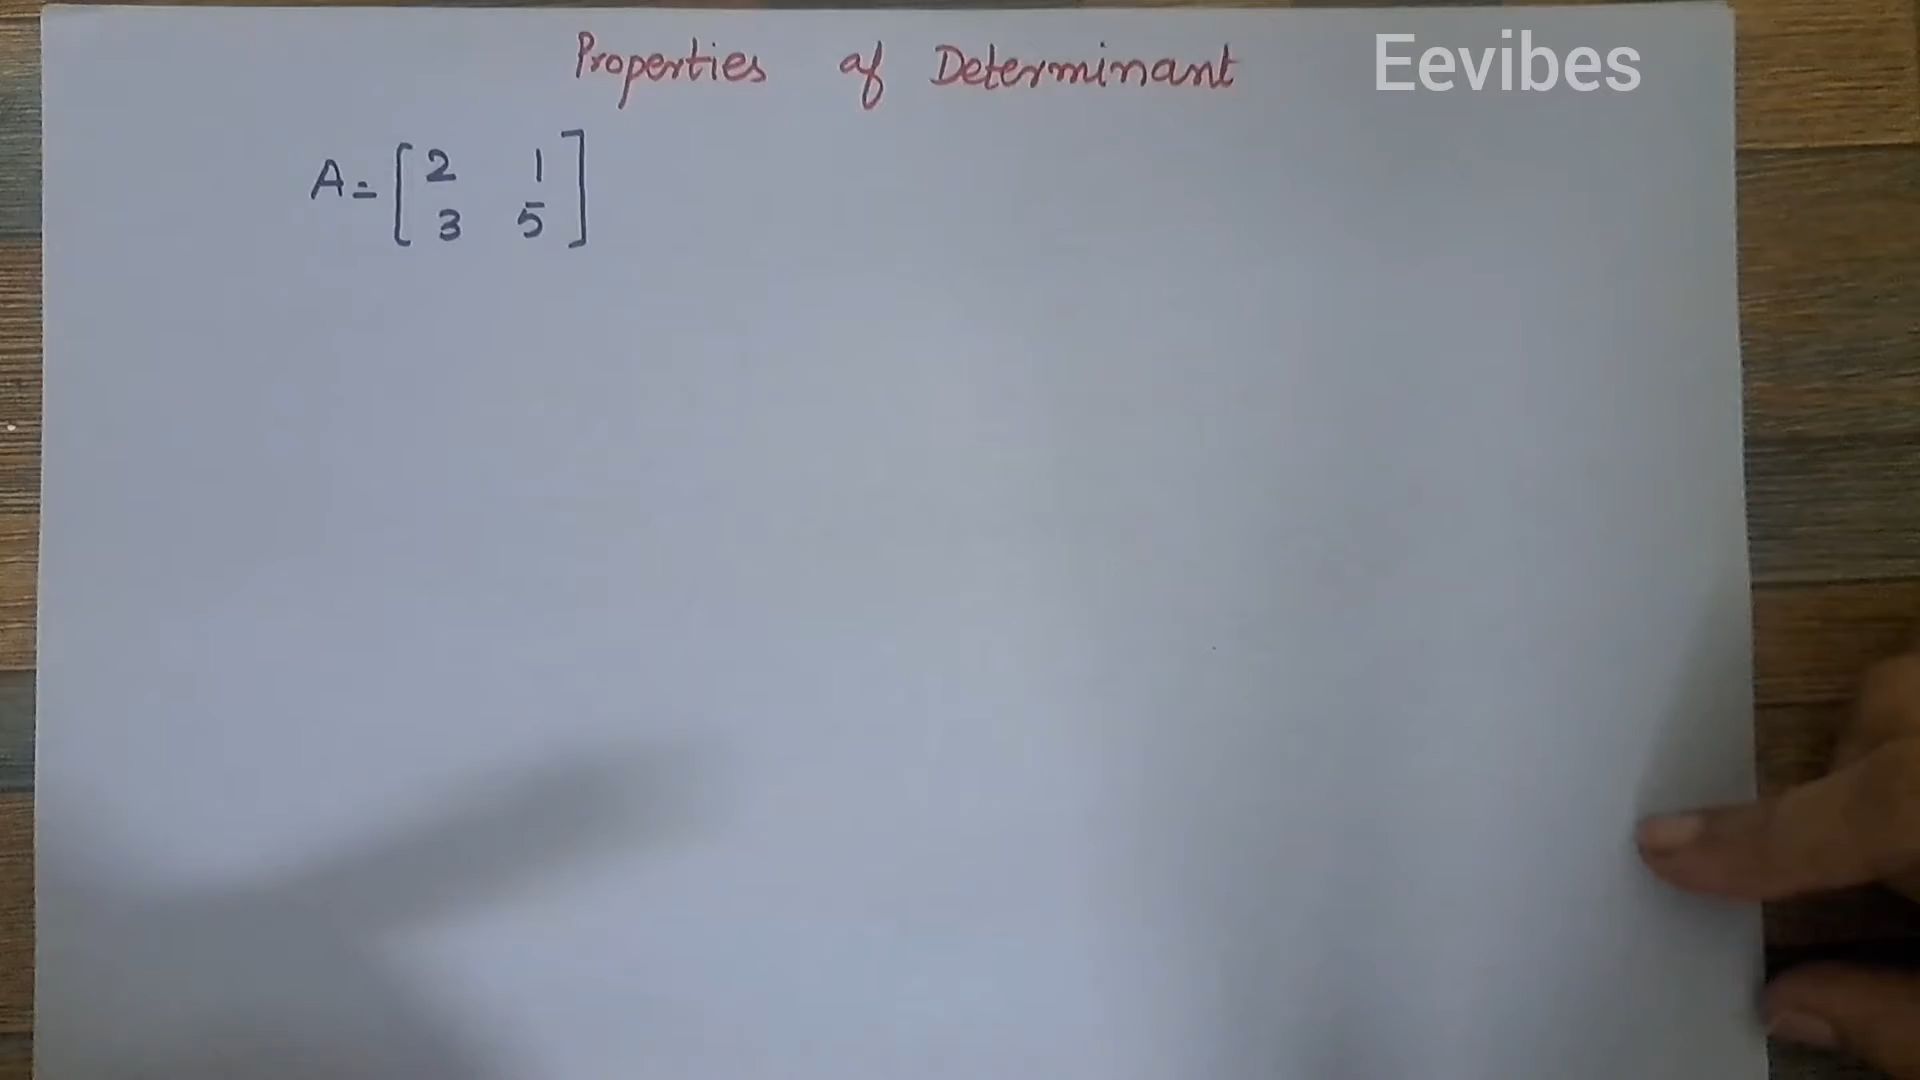 Properties of Determinant
Eevibes
A = [ 2 1
3 5 ]